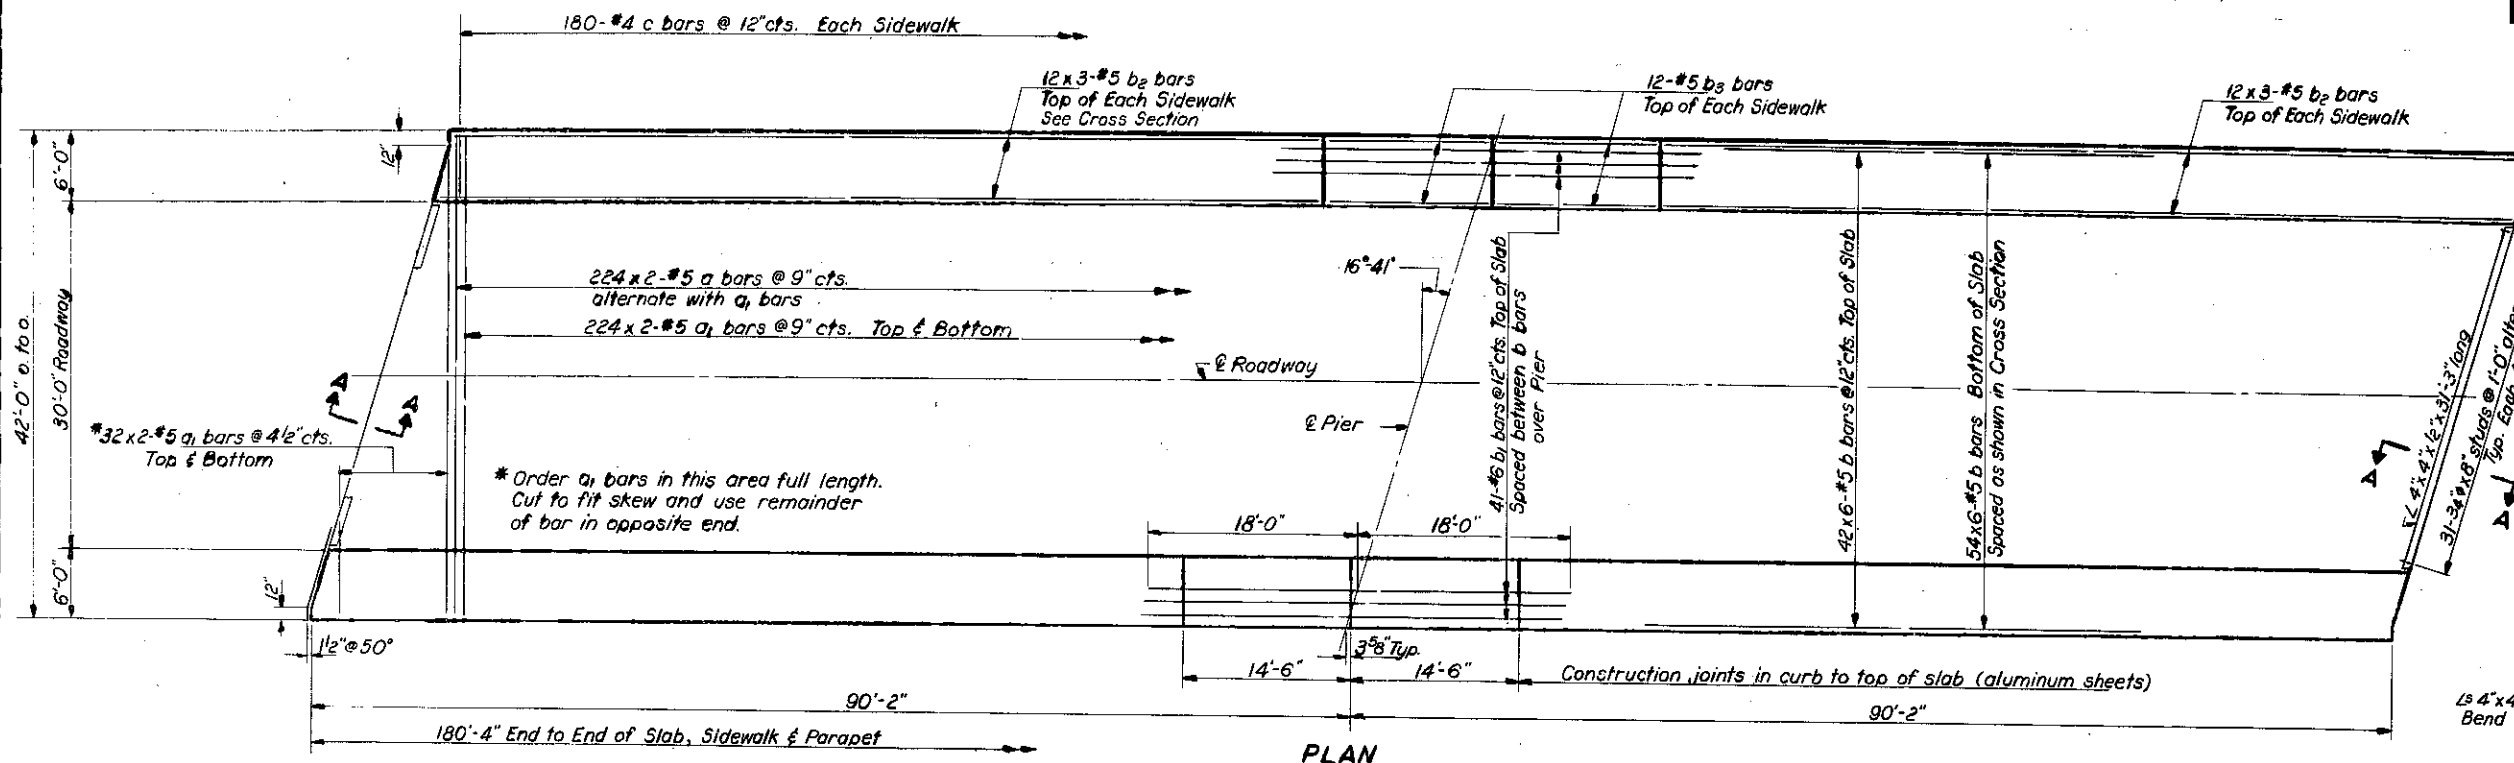 180-#4 c bars @ 12"cts. Each Sidewalk
12 x 3-#5 b2 bars
Top of Each Sidewalk
See Cross Section
12-#5 b3 bars
Top of Each Sidewalk
12 x 3-#5 b2 bars
Top of Each Sidewalk
12"
6'-0"
42'-0" o. to o.
30'-0" Roadway
6'-0"
12"
224 x 2-#5 a bars @ 9" cts.
alternate with a1 bars
224 x 2-#5 a1 bars @ 9" cts. Top & Bottom
16°-41'
℄ Roadway
℄ Pier
A
A
*32 x 2-#5 a1 bars @ 4½" cts.
Top & Bottom
* Order a1 bars in this area full length.
Cut to fit skew and use remainder
of bar in opposite end.
41-#6 b1 bars @ 12"cts. Top of Slab
Spaced between b bars
over Pier
42 x 6-#5 b bars @ 12"cts. Top of Slab
54 x 6-#5 b bars Bottom of Slab
Spaced as shown in Cross Section
∠ 4" x 4" x ½" x 31'-3" long
31-¾"ϕ x 8" studs @ 1'-0"
Typ. Each
A
A
18'-0"
18'-0"
1½" @ 50°
3⅝" Typ.
14'-6"
14'-6"
Construction joints in curb to top of slab (aluminum sheets)
90'-2"
90'-2"
180'-4" End to End of Slab, Sidewalk & Parapet
∠s 4" x 4
Bend
PLAN